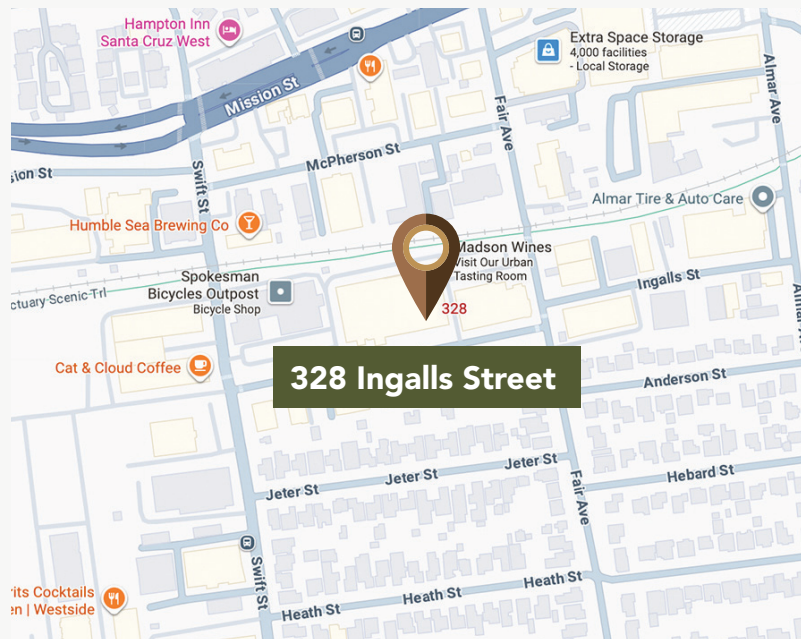 Hampton Inn
Santa Cruz West
Extra Space Storage
4,000 facilities
- Local Storage
Mission St
Fair Ave
Almar Ave
McPherson St
sion St
Swift St
Almar Tire & Auto Care
Humble Sea Brewing Co
Madson Wines
Visit Our Urban
Tasting Room
Spokesman
Bicycles Outpost
Bicycle Shop
ctuary Scenic Trl
Ingalls St
328
Cat & Cloud Coffee
328 Ingalls Street
Anderson St
Jeter St
Jeter St
Jeter St
Hebard St
Fair Ave
Swift St
rits Cocktails
en | Westside
Heath St
Heath St
Heath St